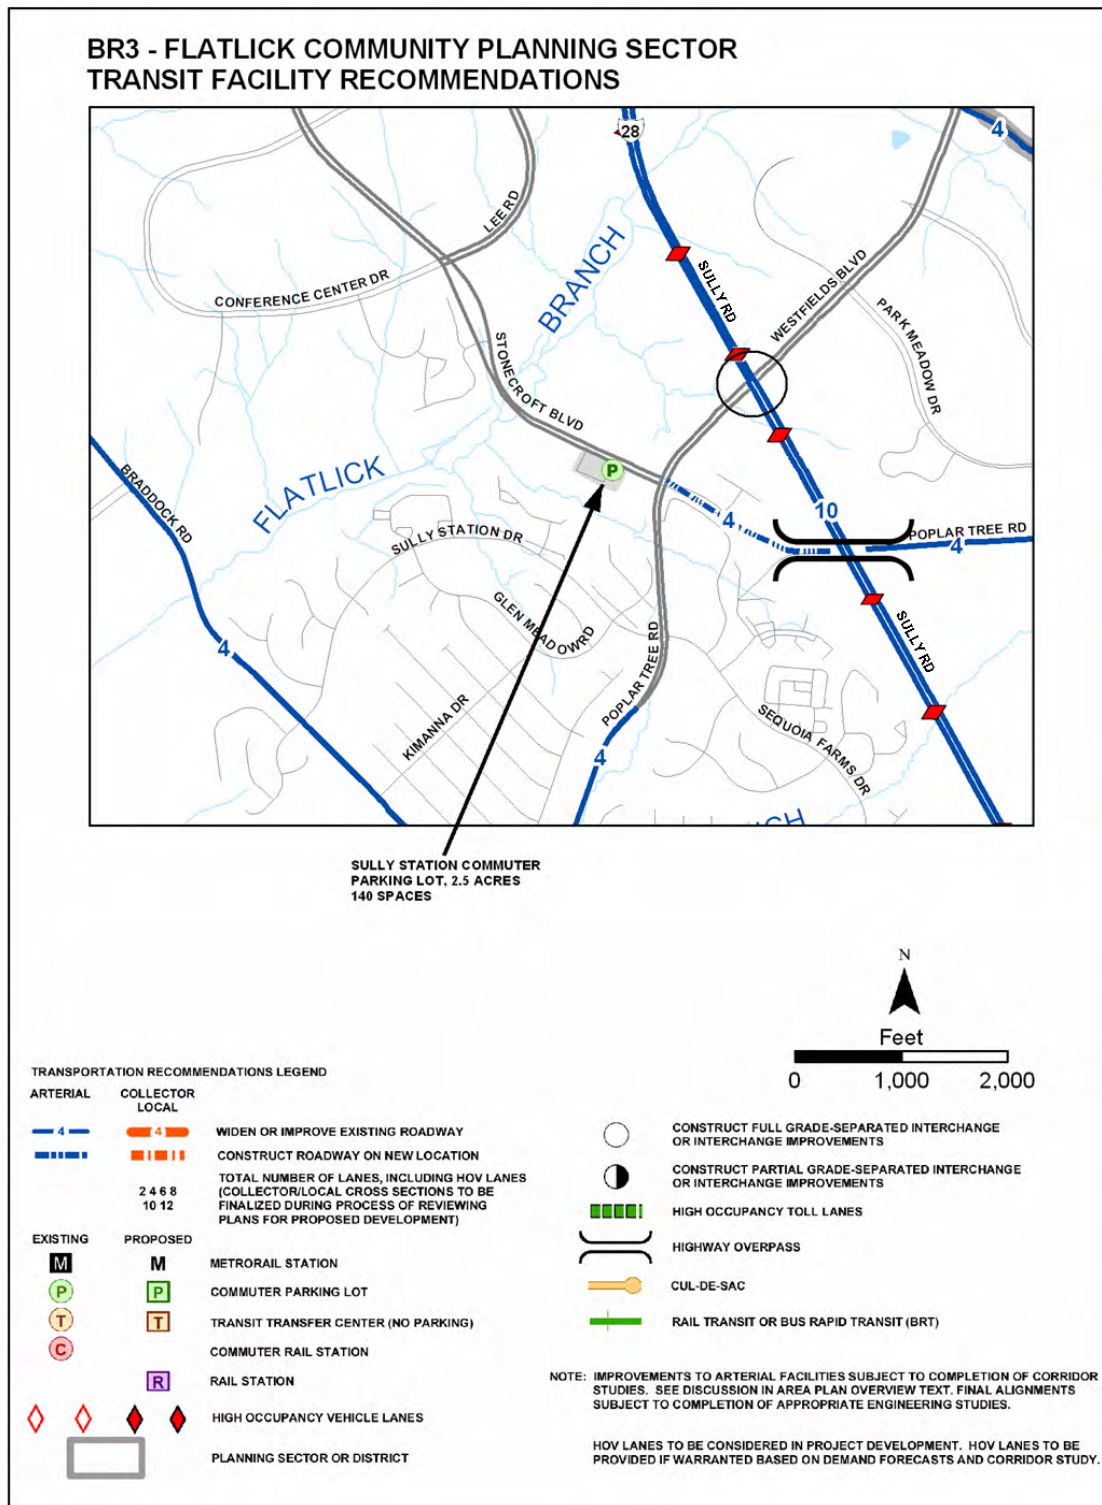 BR3 - FLATLICK COMMUNITY PLANNING SECTOR
TRANSIT FACILITY RECOMMENDATIONS
28
4
LEE RD
BRANCH
CONFERENCE CENTER DR
SULLY RD
WESTFIELDS BLVD
PARK MEADOW DR
STONECROFT BLVD
P
FLATLICK
BRADDOCK RD
4
10
POPLAR TREE RD
4
SULLY STATION DR
GLEN MEADOWRD
SULLY RD
4
POPLAR TREE RD
KIMANNA DR
SEQUOIA FARMS DR
4
CH
SULLY STATION COMMUTER
PARKING LOT, 2.5 ACRES
140 SPACES
N
Feet
0 1,000 2,000
TRANSPORTATION RECOMMENDATIONS LEGEND
ARTERIAL COLLECTOR
LOCAL
4 4 WIDEN OR IMPROVE EXISTING ROADWAY
CONSTRUCT ROADWAY ON NEW LOCATION
TOTAL NUMBER OF LANES, INCLUDING HOV LANES
2 4 6 8 (COLLECTOR/LOCAL CROSS SECTIONS TO BE
10 12 FINALIZED DURING PROCESS OF REVIEWING
PLANS FOR PROPOSED DEVELOPMENT)
EXISTING PROPOSED
M M METRORAIL STATION
P P COMMUTER PARKING LOT
T T TRANSIT TRANSFER CENTER (NO PARKING)
C COMMUTER RAIL STATION
R RAIL STATION
HIGH OCCUPANCY VEHICLE LANES
PLANNING SECTOR OR DISTRICT
CONSTRUCT FULL GRADE-SEPARATED INTERCHANGE
OR INTERCHANGE IMPROVEMENTS
CONSTRUCT PARTIAL GRADE-SEPARATED INTERCHANGE
OR INTERCHANGE IMPROVEMENTS
HIGH OCCUPANCY TOLL LANES
HIGHWAY OVERPASS
CUL-DE-SAC
RAIL TRANSIT OR BUS RAPID TRANSIT (BRT)
NOTE: IMPROVEMENTS TO ARTERIAL FACILITIES SUBJECT TO COMPLETION OF CORRIDOR
STUDIES. SEE DISCUSSION IN AREA PLAN OVERVIEW TEXT. FINAL ALIGNMENTS
SUBJECT TO COMPLETION OF APPROPRIATE ENGINEERING STUDIES.
HOV LANES TO BE CONSIDERED IN PROJECT DEVELOPMENT. HOV LANES TO BE
PROVIDED IF WARRANTED BASED ON DEMAND FORECASTS AND CORRIDOR STUDY.